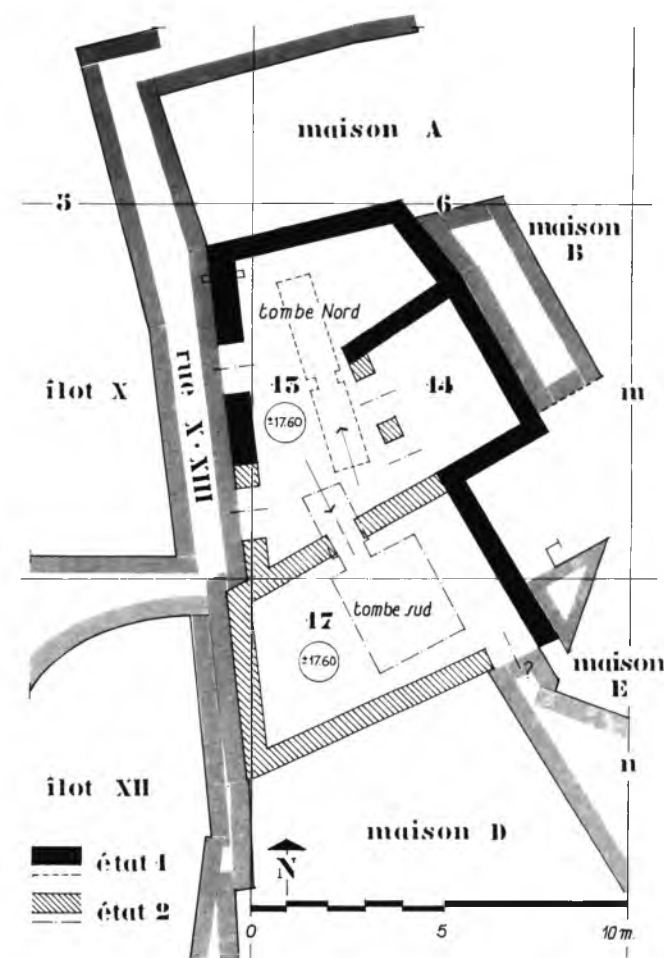 maison A
5
6
maison
B
tombe Nord
îlot X
rue X·XIII
13
14
m
±17.60
tombe sud
17
±17.60
?
maison
E
îlot XII
n
maison D
état 1
N
état 2
0
5
10 m.